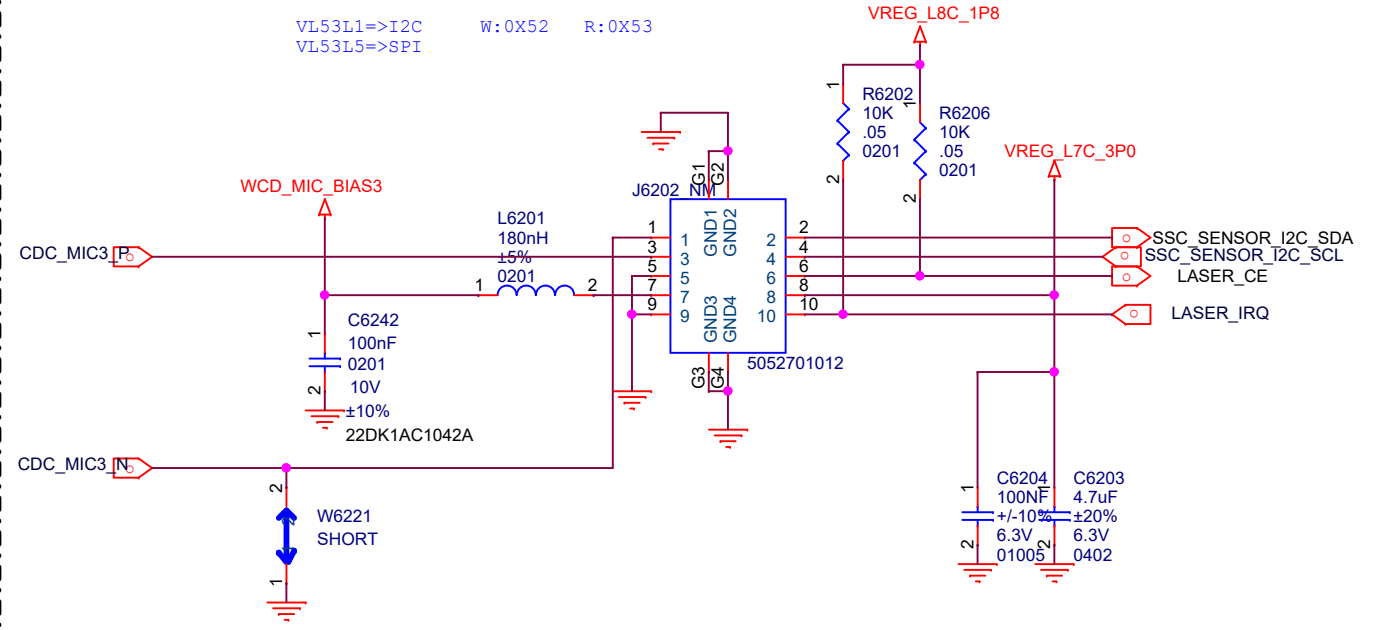 VL53L1=>I2C W:0X52 R:0X53
VL53L5=>SPI
VREG_L8C_1P8
1
R6202
10K
.05
0201
2
1
R6206
10K
.05
0201
2
VREG_L7C_3P0
WCD_MIC_BIAS3
J6202_NM
G1
G2
GND1
GND2
GND3
GND4
G3
G4
1 1
3 3
5 5
7 7
9 9
2 2
4 4
6 6
8 8
10 10
5052701012
L6201
180nH
±5%
0201
1 2
CDC_MIC3_P
SSC_SENSOR_I2C_SDA
SSC_SENSOR_I2C_SCL
LASER_CE
LASER_IRQ
1
C6242
100nF
0201
10V
±10%
22DK1AC1042A
2
CDC_MIC3_N
2
W6221
SHORT
1
1
C6204
100NF
+/-10%
6.3V
01005
2
1
C6203
4.7uF
±20%
6.3V
0402
2